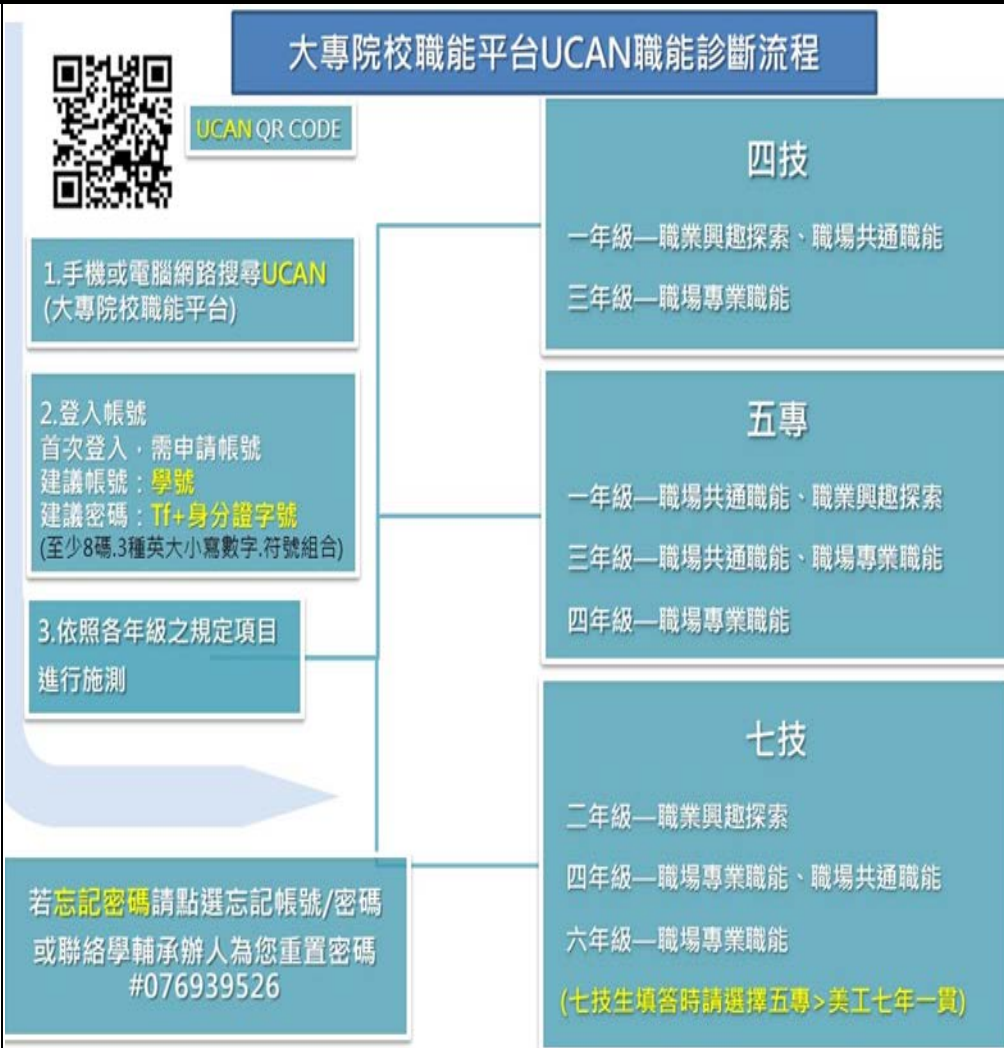 大專院校職能平台UCAN職能診斷流程
UCAN QR CODE
1.手機或電腦網路搜尋UCAN
(大專院校職能平台)
2.登入帳號
首次登入，需申請帳號
建議帳號：學號
建議密碼：Tf+身分證字號
(至少8碼.3種英大小寫數字.符號組合)
3.依照各年級之規定項目
進行施測
若忘記密碼請點選忘記帳號/密碼
或聯絡學輔承辦人為您重置密碼
#076939526
四技
一年級—職業興趣探索、職場共通職能
三年級—職場專業職能
五專
一年級—職場共通職能、職業興趣探索
三年級—職場共通職能、職場專業職能
四年級—職場專業職能
七技
二年級—職業興趣探索
四年級—職場專業職能、職場共通職能
六年級—職場專業職能
(七技生填答時請選擇五專>美工七年一貫)